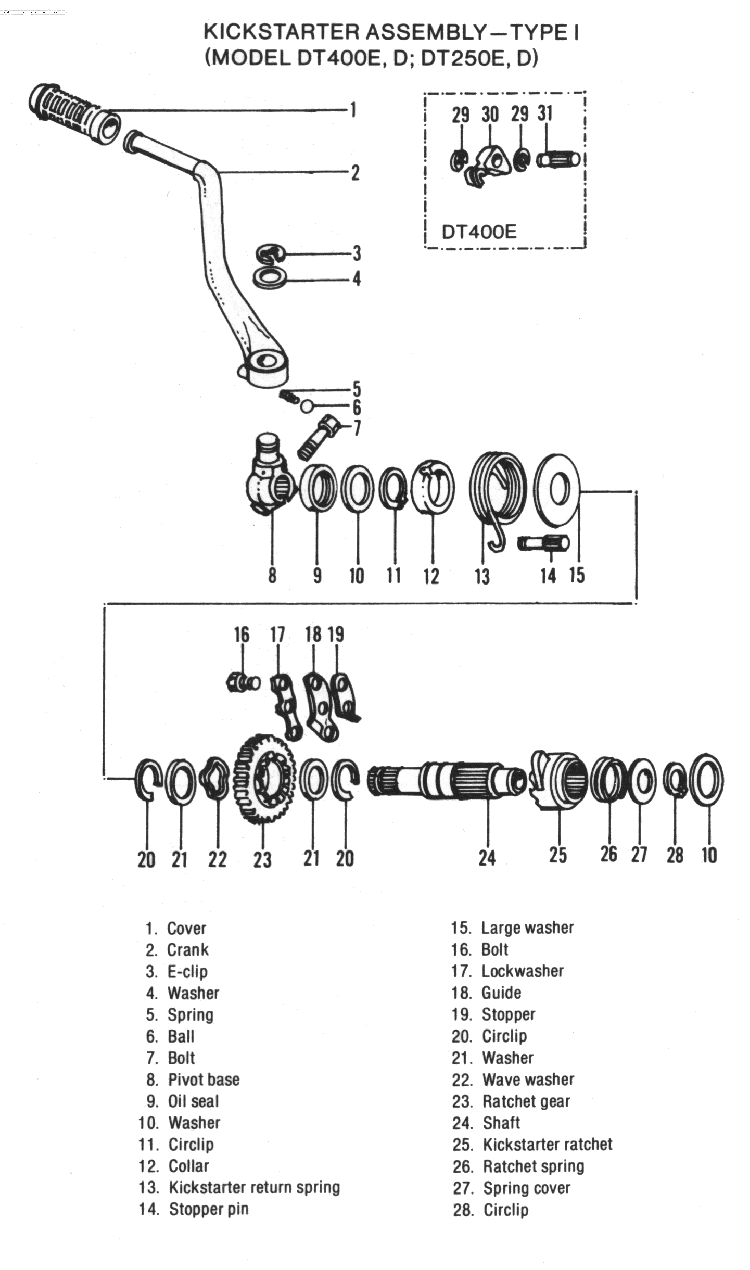 KICKSTARTER ASSEMBLY—TYPE I
(MODEL DT400E, D; DT250E, D)
1
29 30 29 31
2
DT400E
3
4
5
6
7
8 9 10 11 12 13 14 15
16 17 18 19
20 21 22 23 21 20 24 25 26 27 28 10
1. Cover
2. Crank
3. E-clip
4. Washer
5. Spring
6. Ball
7. Bolt
8. Pivot base
9. Oil seal
10. Washer
11. Circlip
12. Collar
13. Kickstarter return spring
14. Stopper pin
15. Large washer
16. Bolt
17. Lockwasher
18. Guide
19. Stopper
20. Circlip
21. Washer
22. Wave washer
23. Ratchet gear
24. Shaft
25. Kickstarter ratchet
26. Ratchet spring
27. Spring cover
28. Circlip